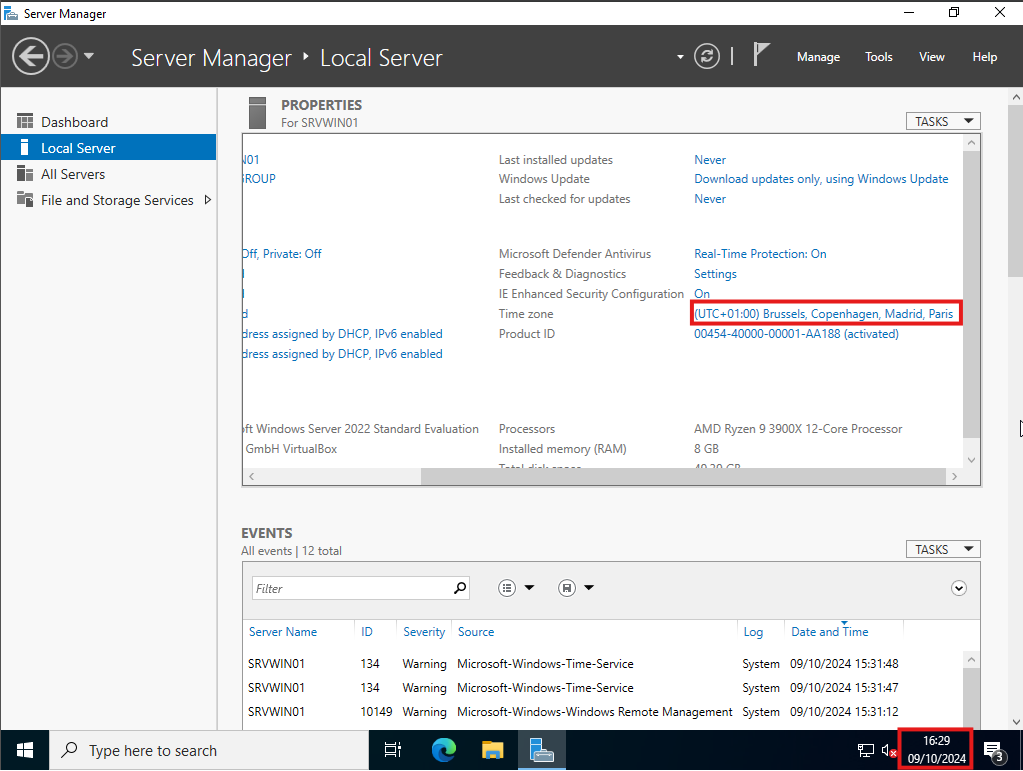 Server Manager
Server Manager ‣ Local Server
Manage Tools View Help
Dashboard
Local Server
All Servers
File and Storage Services
PROPERTIES
For SRVWIN01
TASKS
N01 Last installed updates Never
GROUP Windows Update Download updates only, using Windows Update
Last checked for updates Never
Off, Private: Off Microsoft Defender Antivirus Real-Time Protection: On
d Feedback & Diagnostics Settings
d IE Enhanced Security Configuration On
d Time zone (UTC+01:00) Brussels, Copenhagen, Madrid, Paris
dress assigned by DHCP, IPv6 enabled Product ID 00454-40000-00001-AA188 (activated)
dress assigned by DHCP, IPv6 enabled
ft Windows Server 2022 Standard Evaluation Processors AMD Ryzen 9 3900X 12-Core Processor
GmbH VirtualBox Installed memory (RAM) 8 GB
Total disk space
EVENTS
All events | 12 total
TASKS
Filter
Server Name ID Severity Source Log Date and Time
SRVWIN01 134 Warning Microsoft-Windows-Time-Service System 09/10/2024 15:31:48
SRVWIN01 134 Warning Microsoft-Windows-Time-Service System 09/10/2024 15:31:47
SRVWIN01 10149 Warning Microsoft-Windows-Windows Remote Management System 09/10/2024 15:31:12
Type here to search
16:29
09/10/2024
3